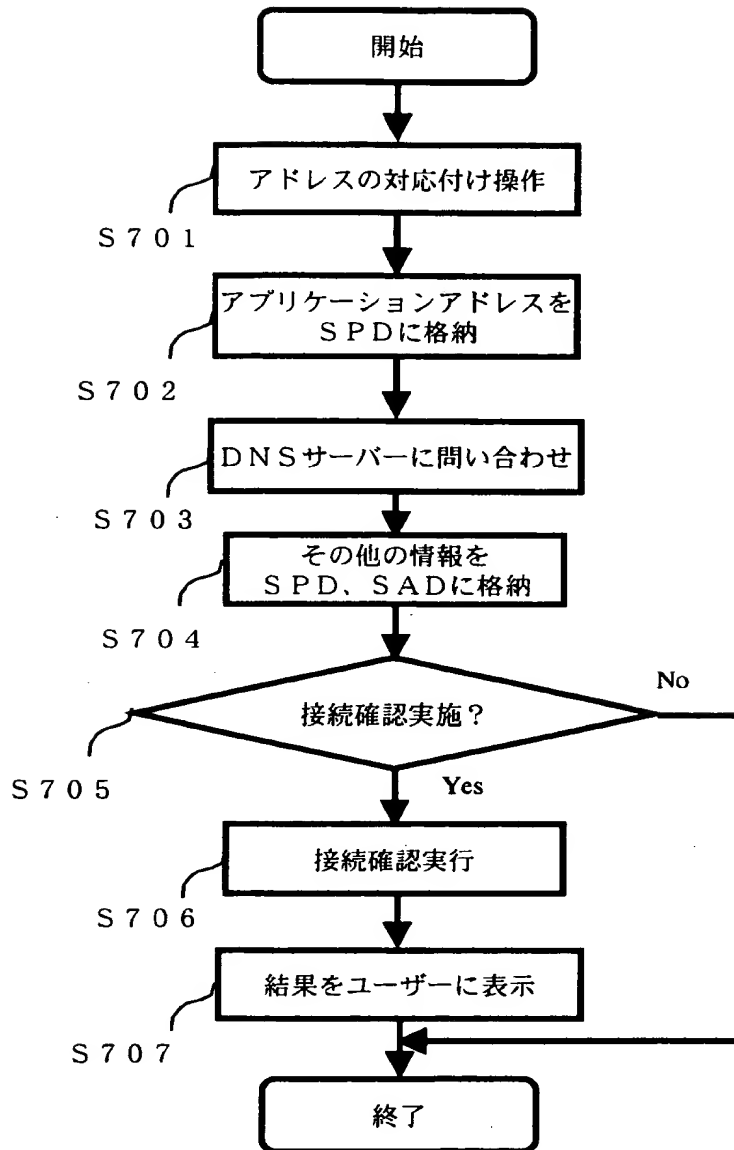 開始
アドレスの対応付け操作
S701
アプリケーションアドレスを
SPDに格納
S702
DNSサーバーに問い合わせ
S703
その他の情報を
SPD、SADに格納
S704
接続確認実施?
No
S705
Yes
接続確認実行
S706
結果をユーザーに表示
S707
終了